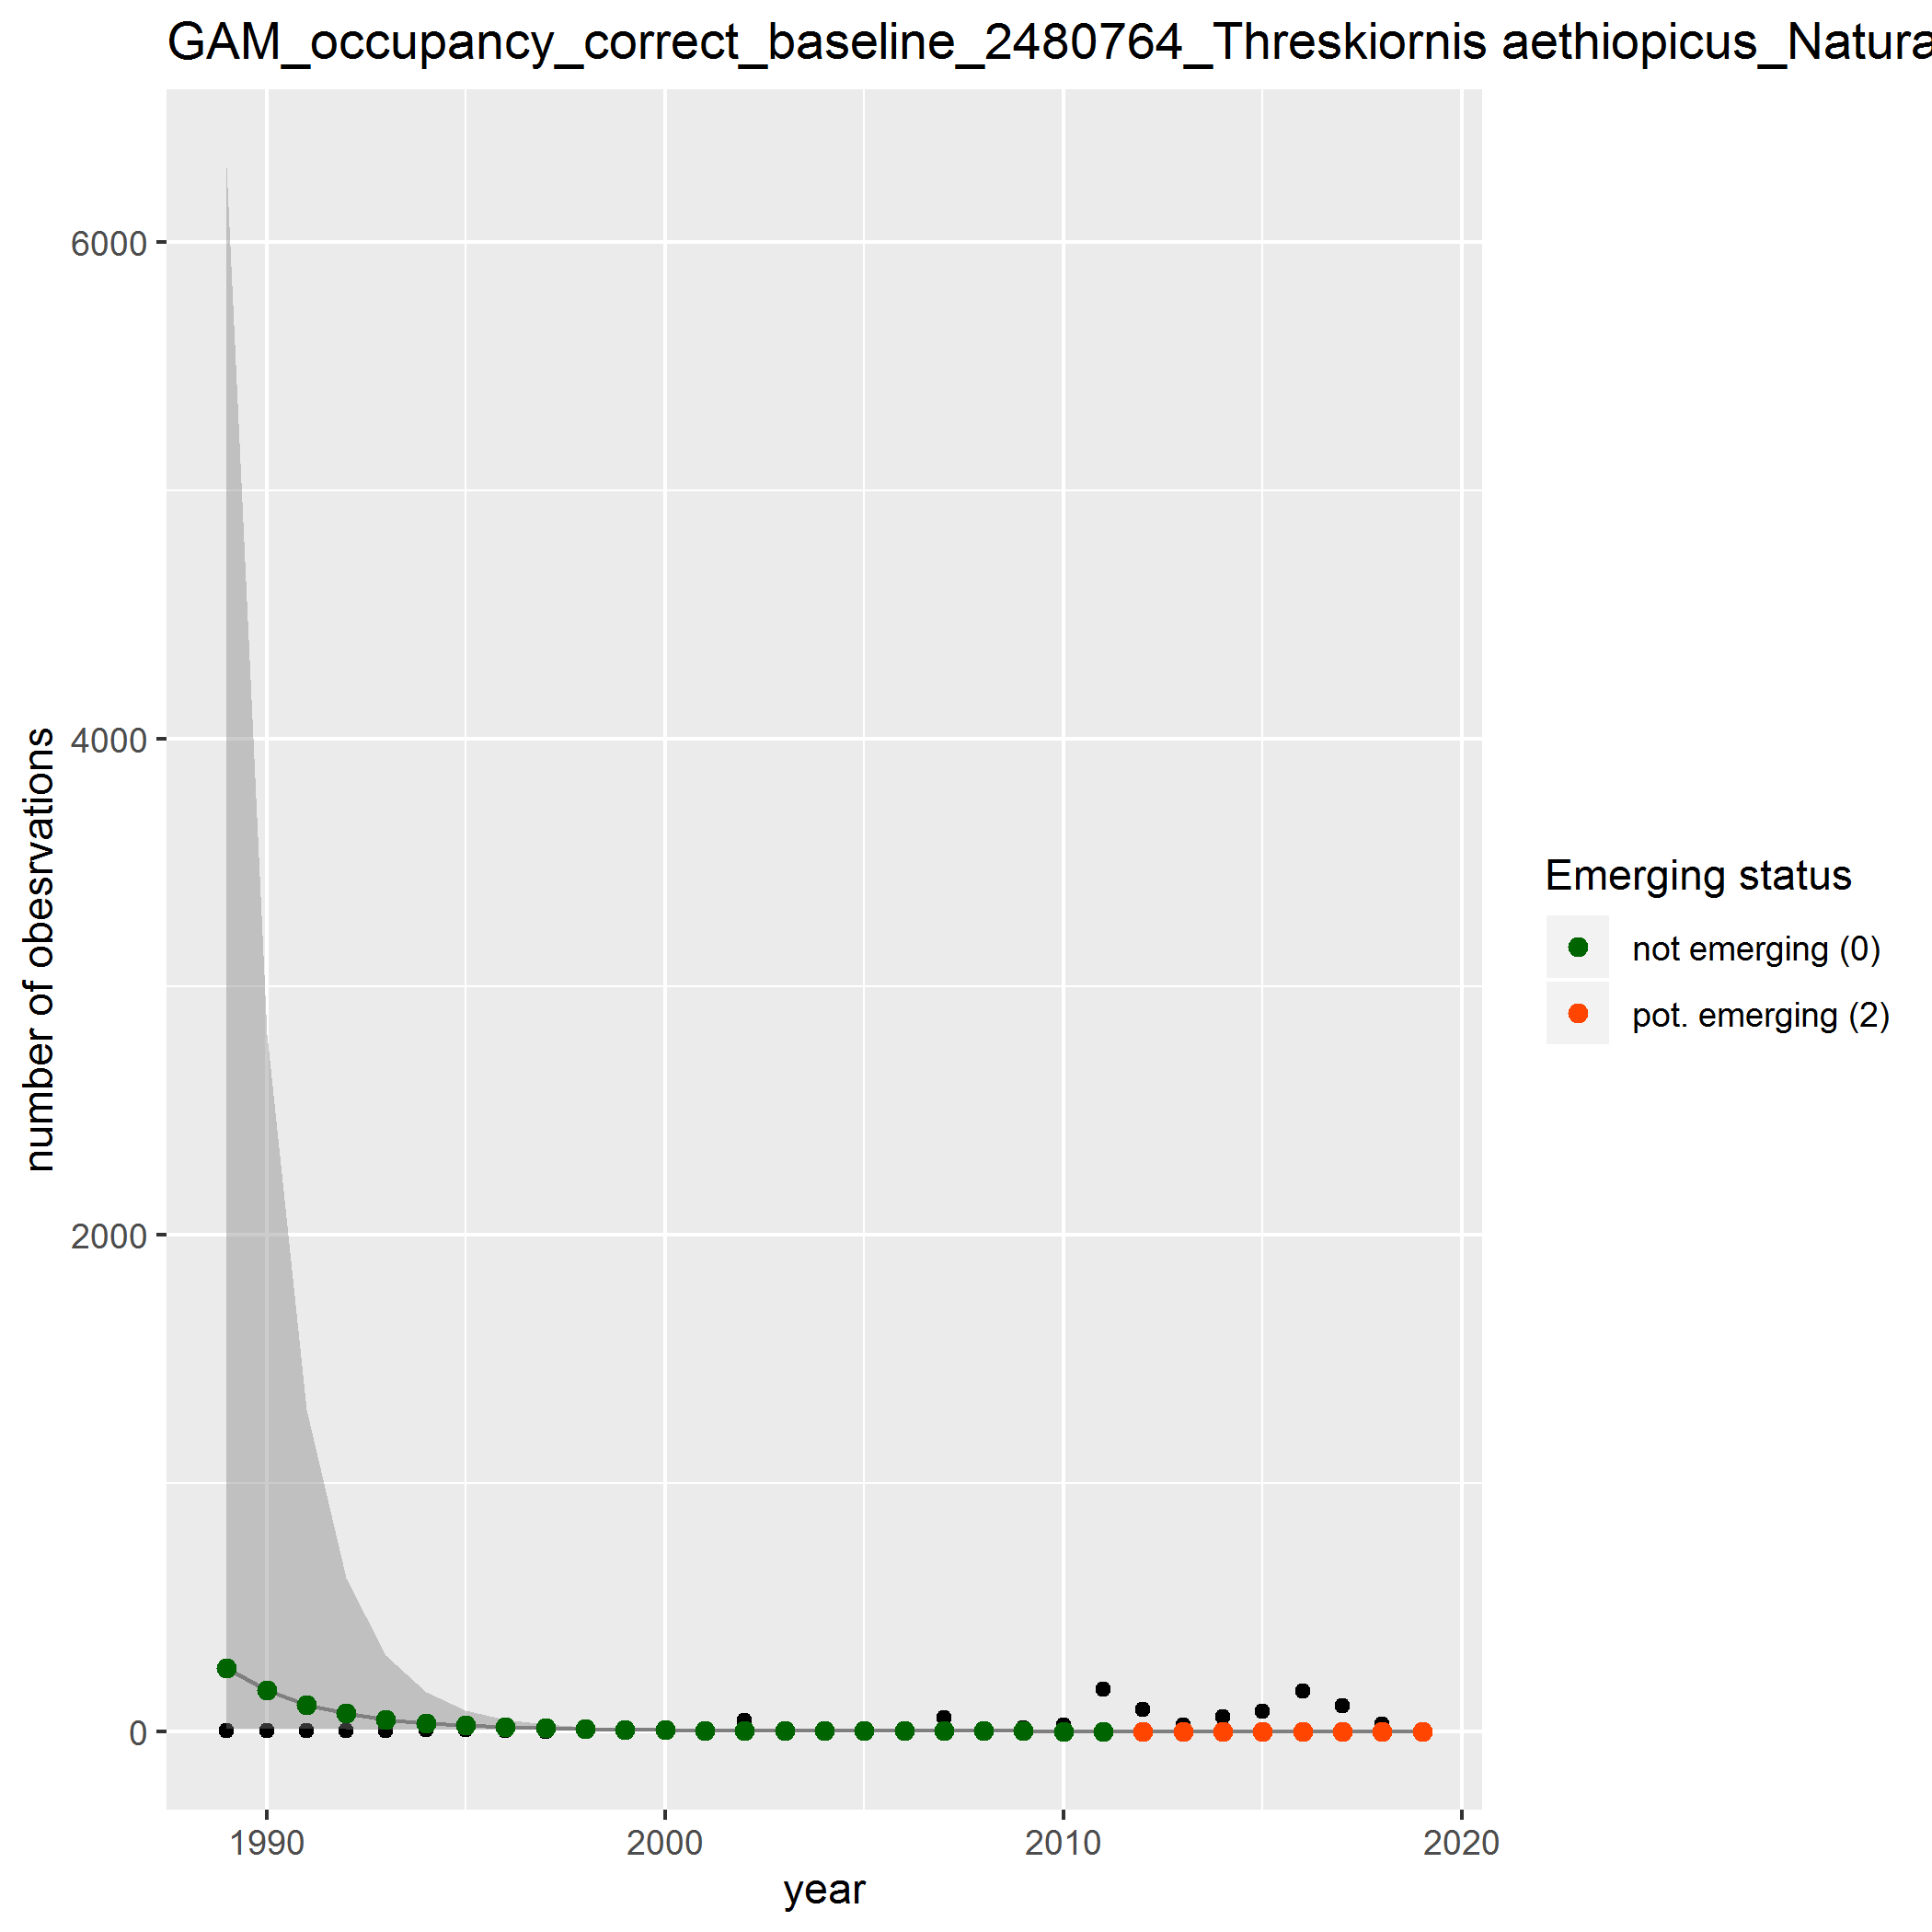 GAM_occupancy_correct_baseline_2480764_Threskiornis aethiopicus_Natura
6000
4000
2000
0
number of obesrvations
1990
2000
2010
2020
year
Emerging status
not emerging (0)
pot. emerging (2)